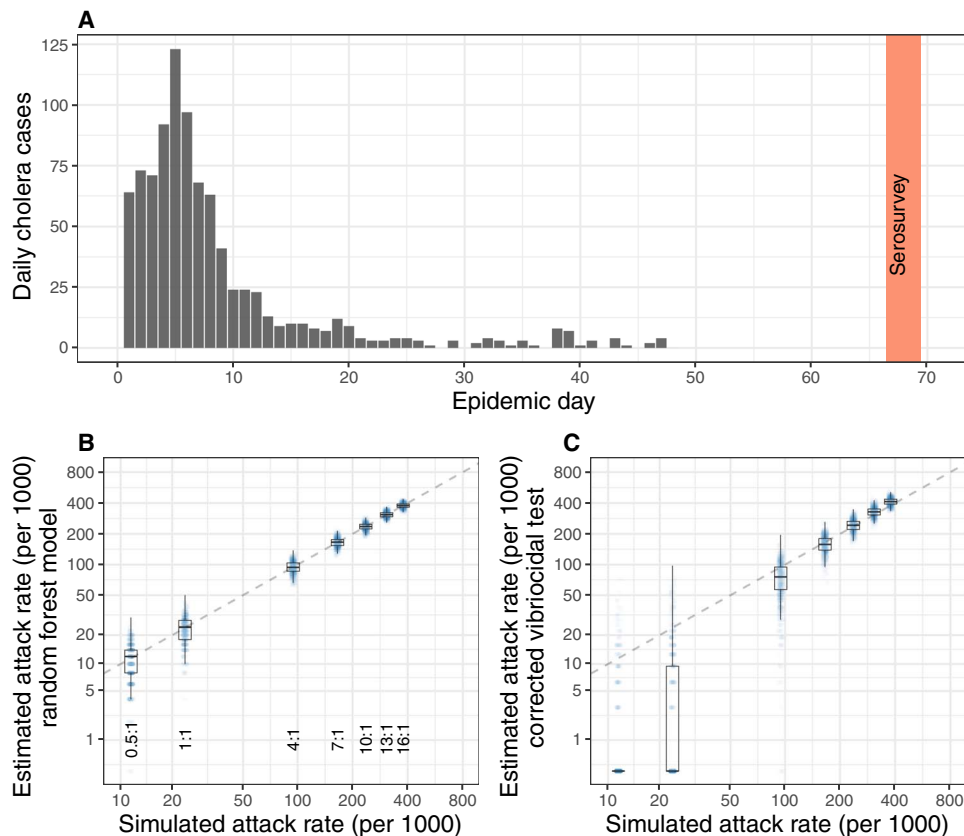 A
Daily cholera cases
125
100
75
50
25
0
Serosurvey
0 10 20 30 40 50 60 70
Epidemic day
B
Estimated attack rate (per 1000)
random forest model
800
400
200
100
50
20
10
5
1
0.5:1 1:1 4:1 7:1 10:1 13:1 16:1
10 20 50 100 200 400 800
Simulated attack rate (per 1000)
C
Estimated attack rate (per 1000)
corrected vibriocidal test
800
400
200
100
50
20
10
5
1
10 20 50 100 200 400 800
Simulated attack rate (per 1000)